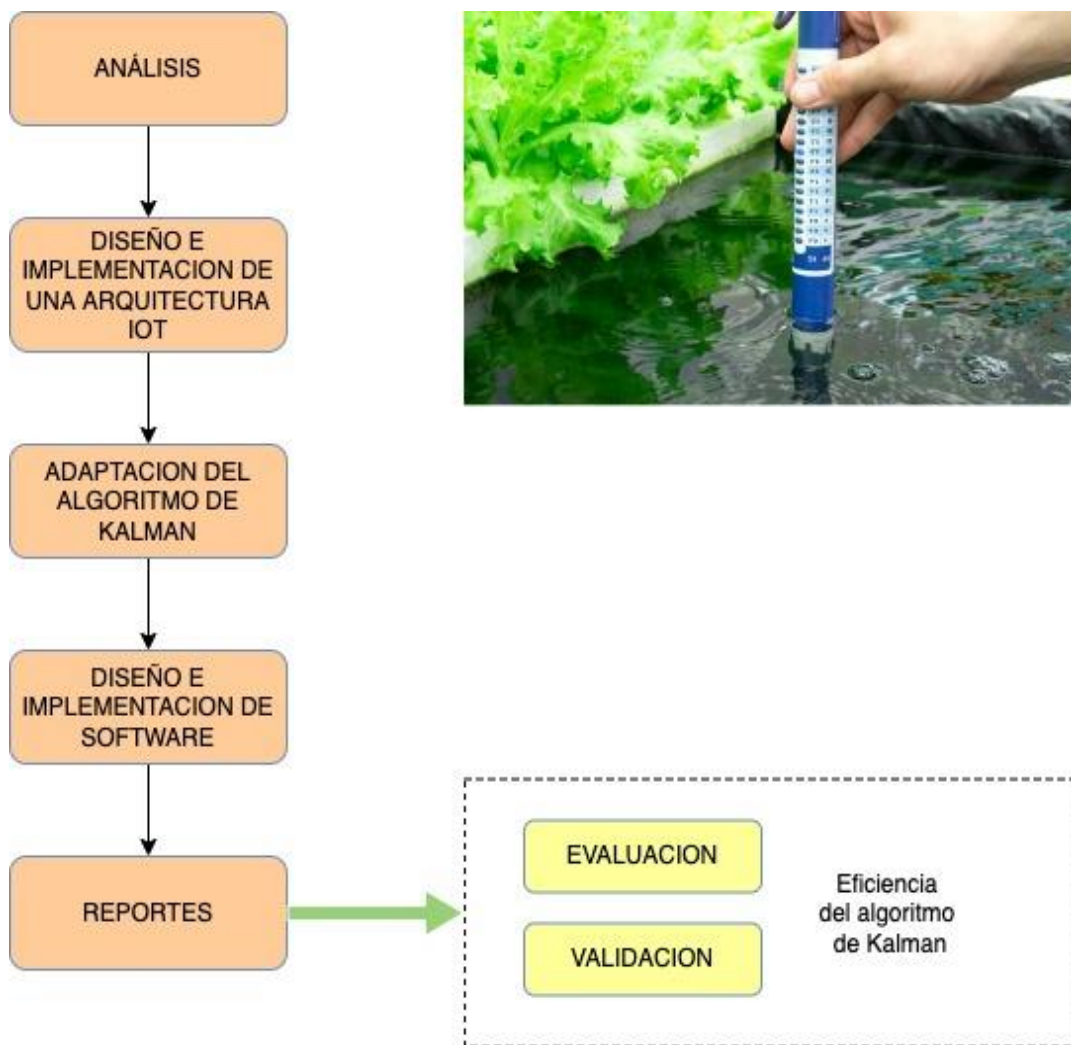 ANÁLISIS
DISEÑO E
IMPLEMENTACION DE
UNA ARQUITECTURA
IOT
ADAPTACION DEL
ALGORITMO DE
KALMAN
DISEÑO E
IMPLEMENTACION DE
SOFTWARE
REPORTES
EVALUACION
VALIDACION
Eficiencia
del algoritmo
de Kalman